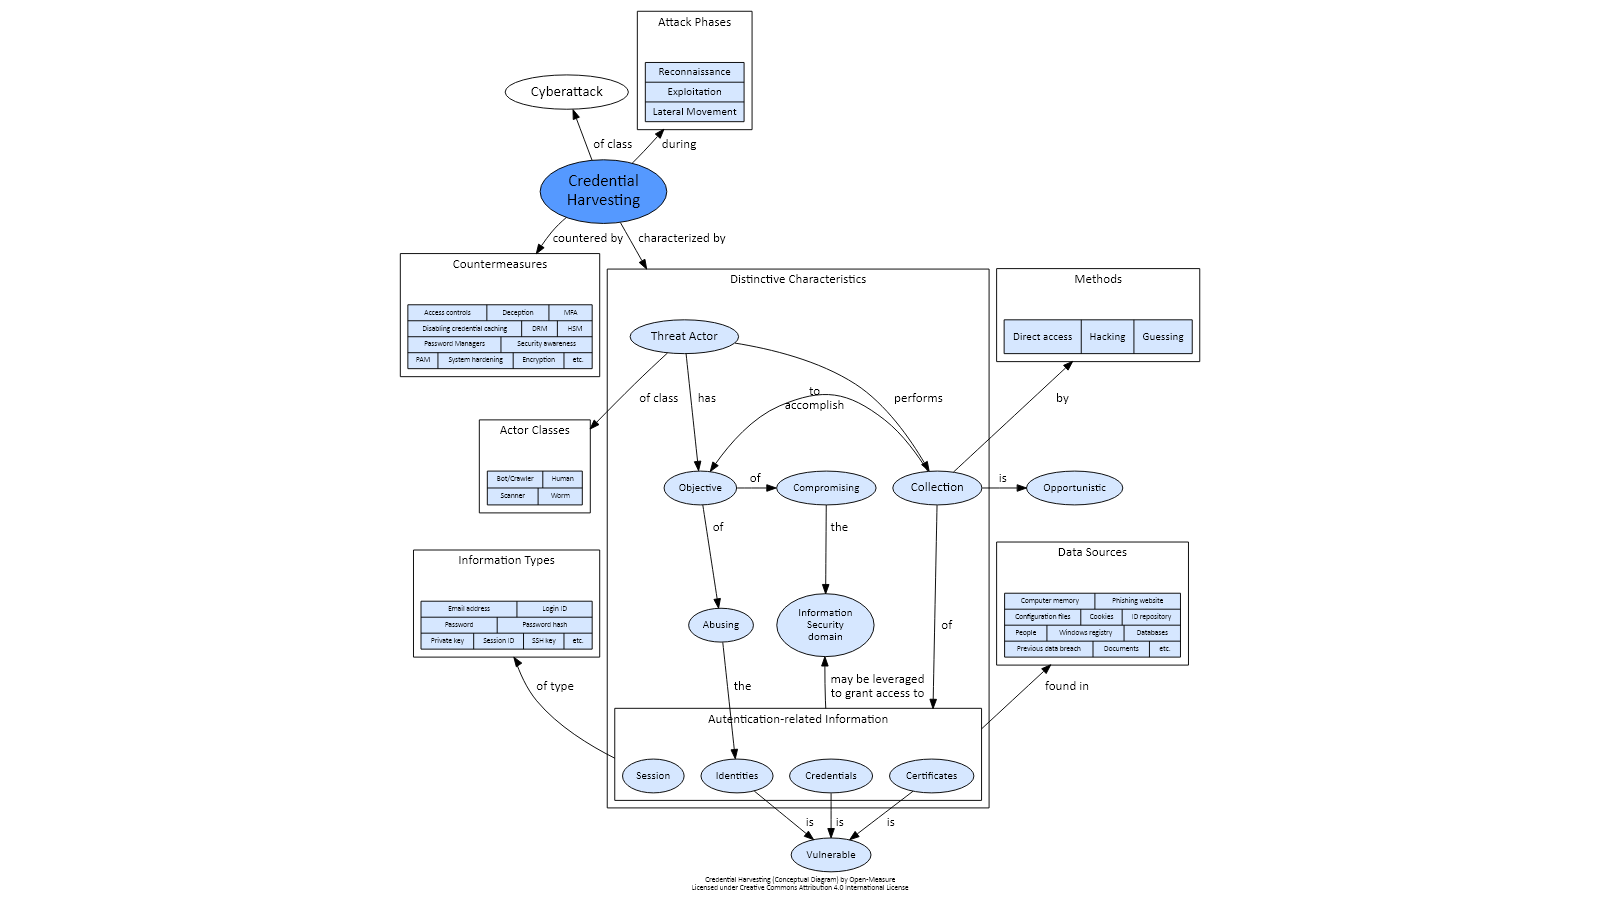 Attack Phases
Reconnaissance
Exploitation
Lateral Movement
Cyberattack
of class
during
Credential
Harvesting
countered by
characterized by
Countermeasures
Access controls Deception MFA
Disabling credential caching DRM HSM
Password Managers Security awareness
PAM System hardening Encryption etc.
Distinctive Characteristics
Threat Actor
Methods
Direct access Hacking Guessing
of class
has
to
accomplish
performs
by
Actor Classes
Bot/Crawler Human
Scanner Worm
Objective
of
Compromising
Collection
is
Opportunistic
of
the
Information Types
Email address Login ID
Password Password hash
Private key Session ID SSH key etc.
Data Sources
Computer memory Phishing website
Configuration files Cookies ID repository
People Windows registry Databases
Previous data breach Documents etc.
Abusing
Information
Security
domain
of
of type
the
may be leveraged
to grant access to
found in
Autentication-related Information
Session
Identities
Credentials
Certificates
is
is
is
Vulnerable
Credential Harvesting (Conceptual Diagram) by Open-Measure
Licensed under Creative Commons Attribution 4.0 International License